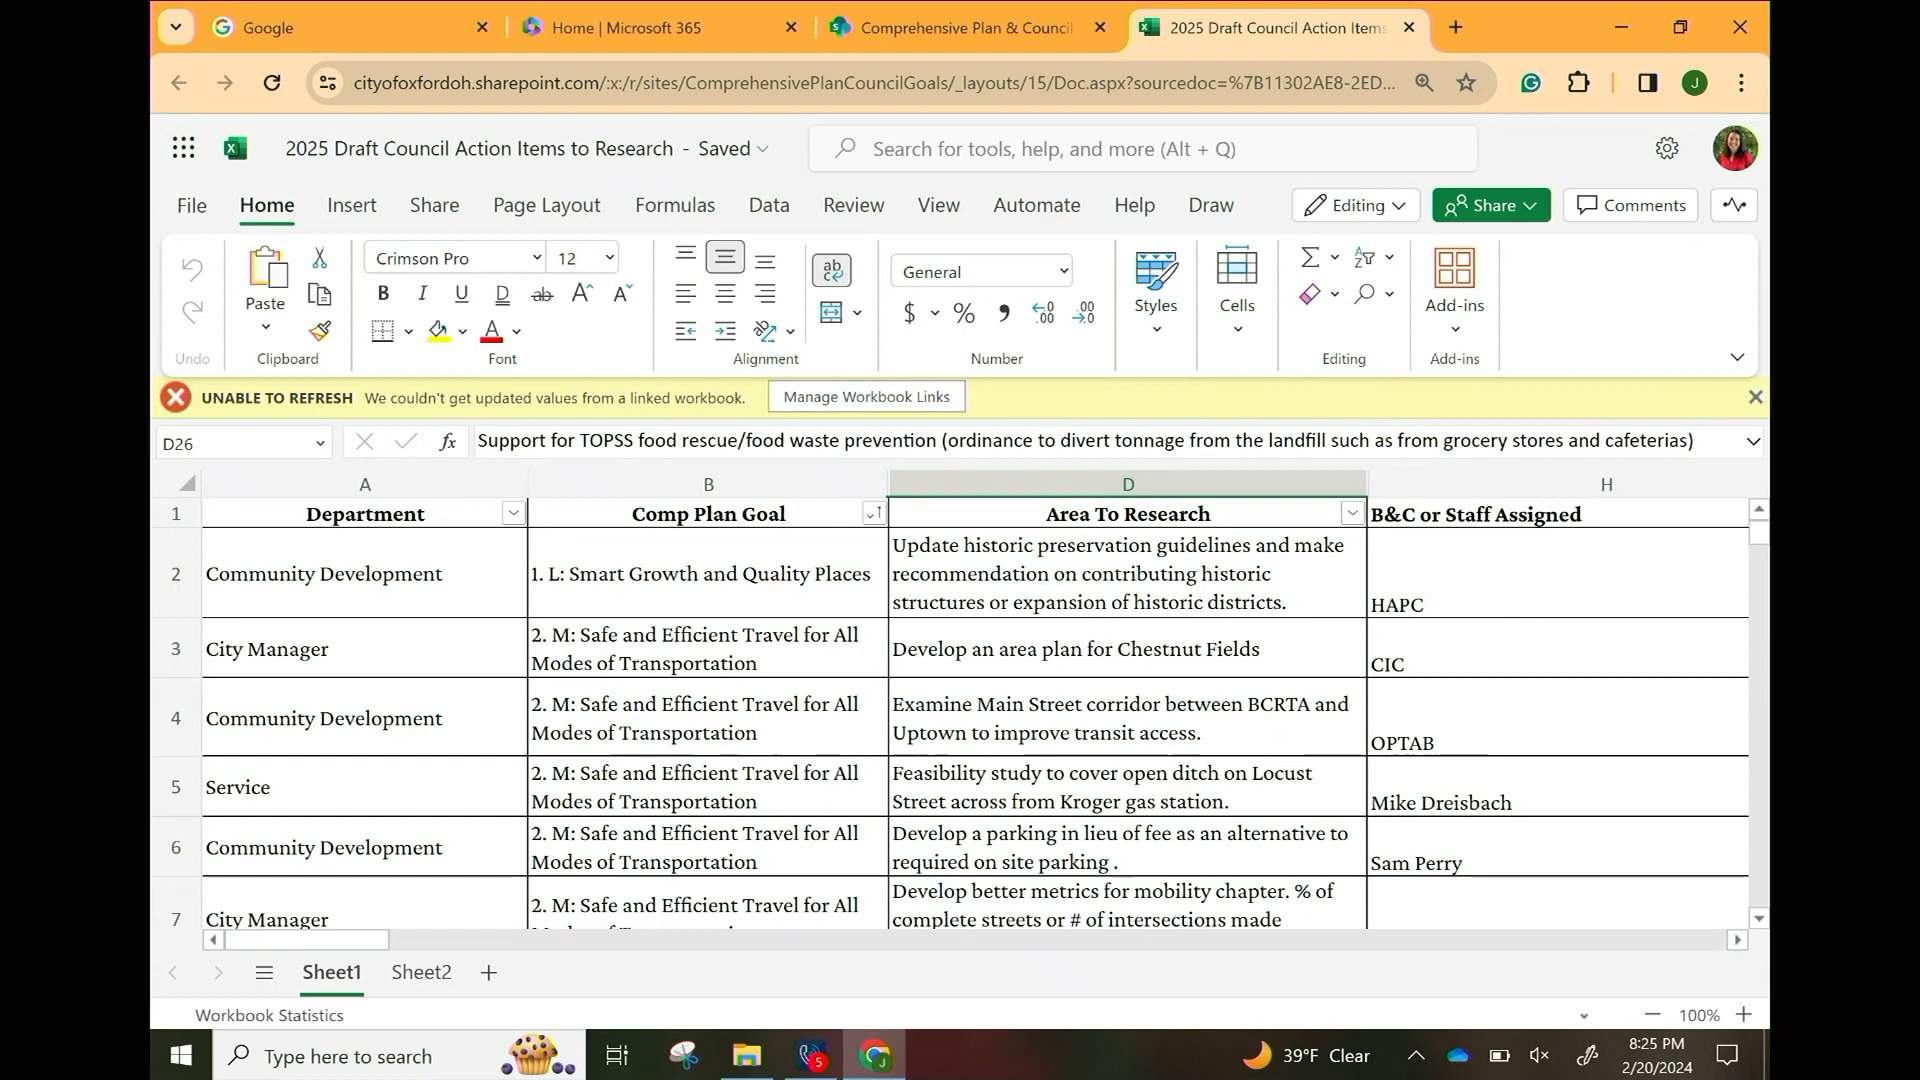 Google
Home | Microsoft 365
Comprehensive Plan & Council
2025 Draft Council Action Items
cityofoxfordoh.sharepoint.com/:x:/r/sites/ComprehensivePlanCouncilGoals/_layouts/15/Doc.aspx?sourcedoc=%7B11302AE8-2ED...
J
2025 Draft Council Action Items to Research - Saved
Search for tools, help, and more (Alt + Q)
File Home Insert Share Page Layout Formulas Data Review View Automate Help Draw Editing Share Comments
Paste
Crimson Pro 12
General
Styles Cells Add-ins
Undo Clipboard Font Alignment Number Editing Add-ins
UNABLE TO REFRESH We couldn't get updated values from a linked workbook. Manage Workbook Links
D26 fx Support for TOPSS food rescue/food waste prevention (ordinance to divert tonnage from the landfill such as from grocery stores and cafeterias)
A B D H
1 Department Comp Plan Goal Area To Research B&C or Staff Assigned
Update historic preservation guidelines and make
2 Community Development 1. L: Smart Growth and Quality Places recommendation on contributing historic
structures or expansion of historic districts. HAPC
2. M: Safe and Efficient Travel for All
3 City Manager Modes of Transportation Develop an area plan for Chestnut Fields CIC
2. M: Safe and Efficient Travel for All Examine Main Street corridor between BCRTA and
4 Community Development Modes of Transportation Uptown to improve transit access. OPTAB
2. M: Safe and Efficient Travel for All Feasibility study to cover open ditch on Locust
5 Service Modes of Transportation Street across from Kroger gas station. Mike Dreisbach
2. M: Safe and Efficient Travel for All Develop a parking in lieu of fee as an alternative to
6 Community Development Modes of Transportation required on site parking . Sam Perry
2. M: Safe and Efficient Travel for All Develop better metrics for mobility chapter. % of
7 City Manager complete streets or # of intersections made
Sheet1 Sheet2
Workbook Statistics 100%
Type here to search 5 39°F Clear 8:25 PM
2/20/2024